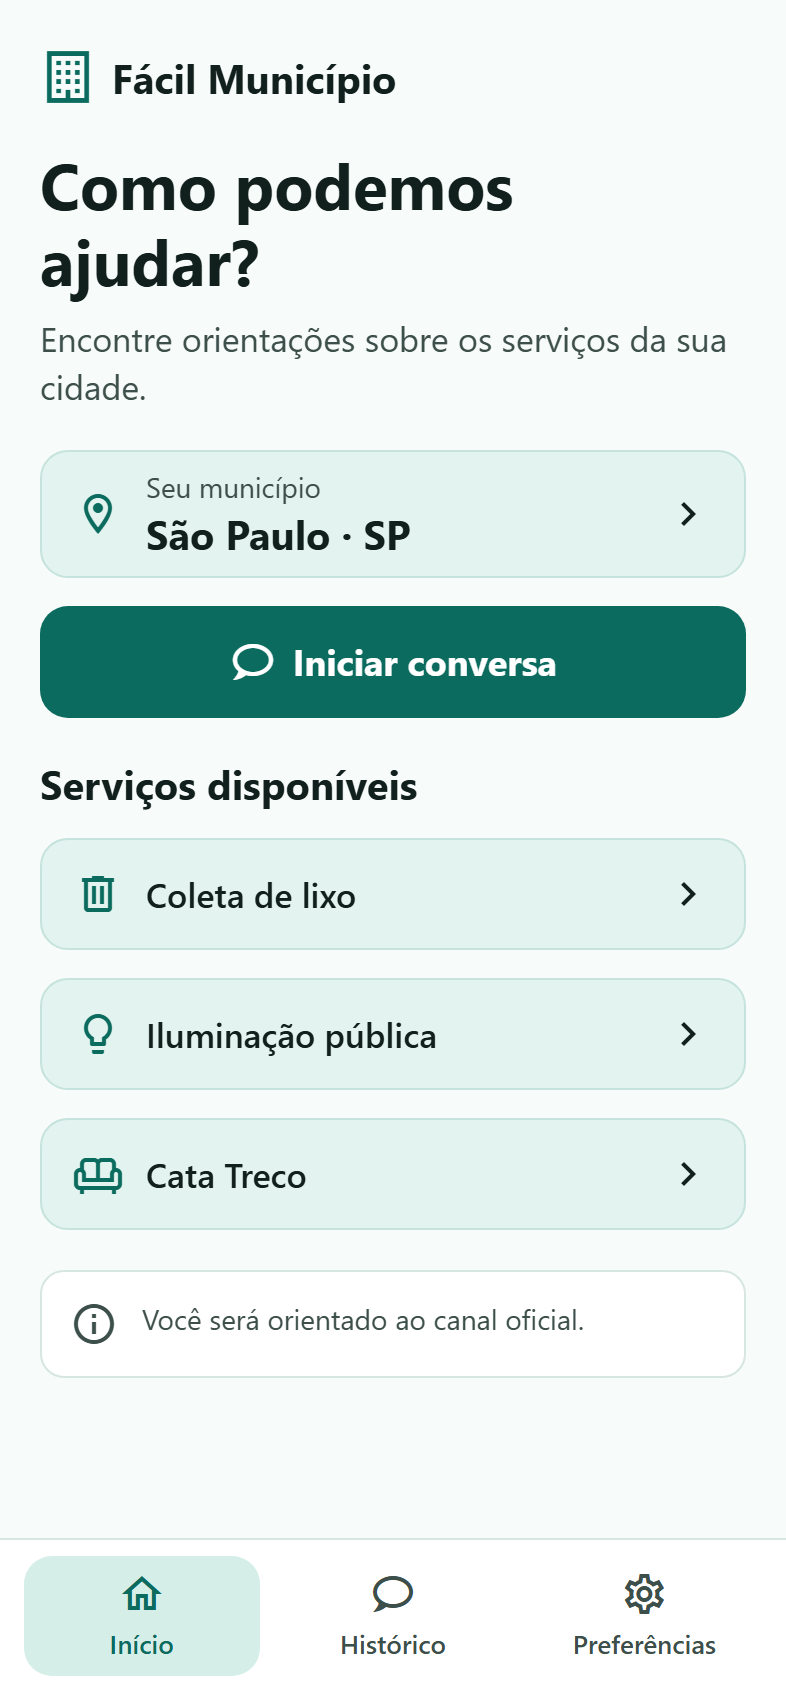 Fácil Município
Como podemos
ajudar?
Encontre orientações sobre os serviços da sua
cidade.
Seu município
São Paulo · SP
Iniciar conversa
Serviços disponíveis
Coleta de lixo
Iluminação pública
Cata Treco
Você será orientado ao canal oficial.
Início
Histórico
Preferências